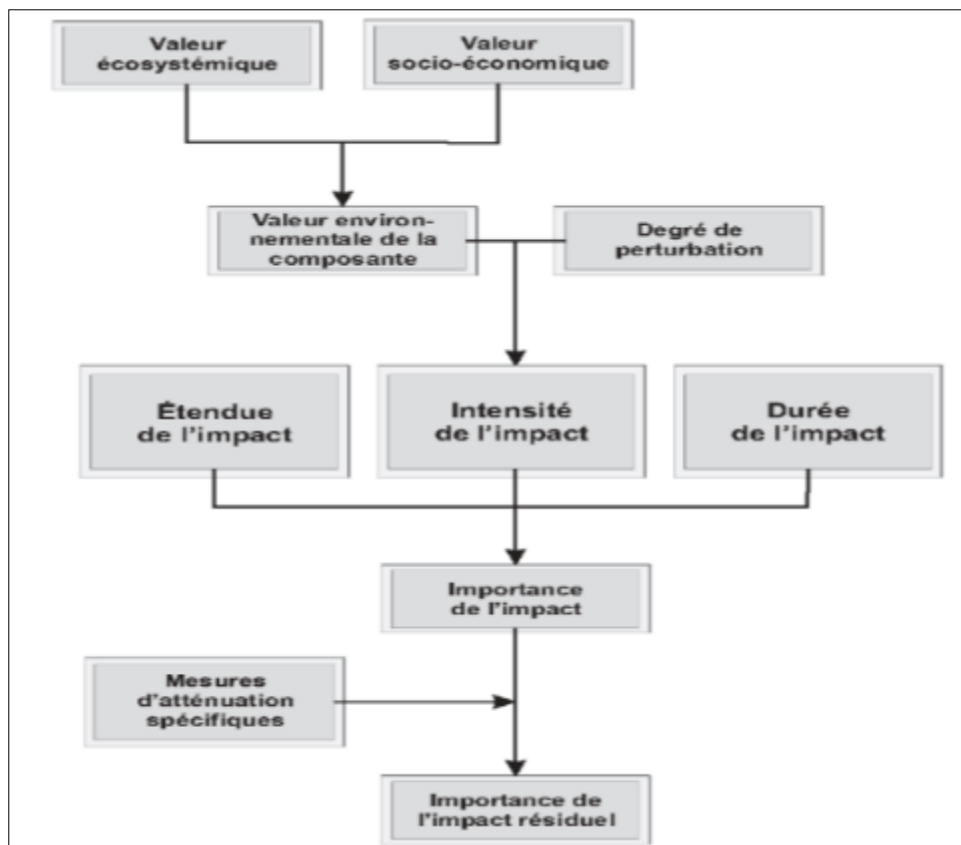 Valeur
écosystémique
Valeur
socio-économique
Valeur environ-
nementale de la
composante
Degré de
perturbation
Étendue
de l'impact
Intensité
de l'impact
Durée
de l'impact
Importance
de l'impact
Mesures
d'atténuation
spécifiques
Importance de
l'impact résiduel